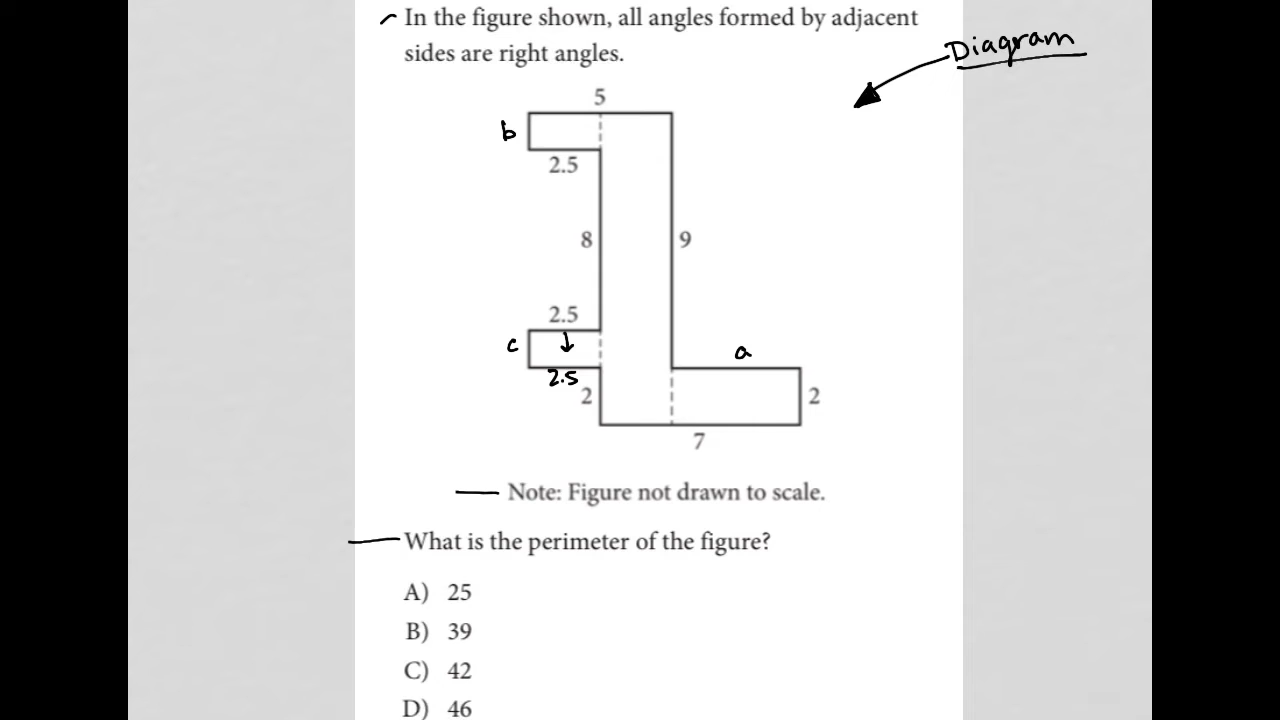 In the figure shown, all angles formed by adjacent
sides are right angles.
Diagram
5
b
2.5
8
9
2.5
c
a
2.5
2
2
7
Note: Figure not drawn to scale.
What is the perimeter of the figure?
A) 25
B) 39
C) 42
D) 46